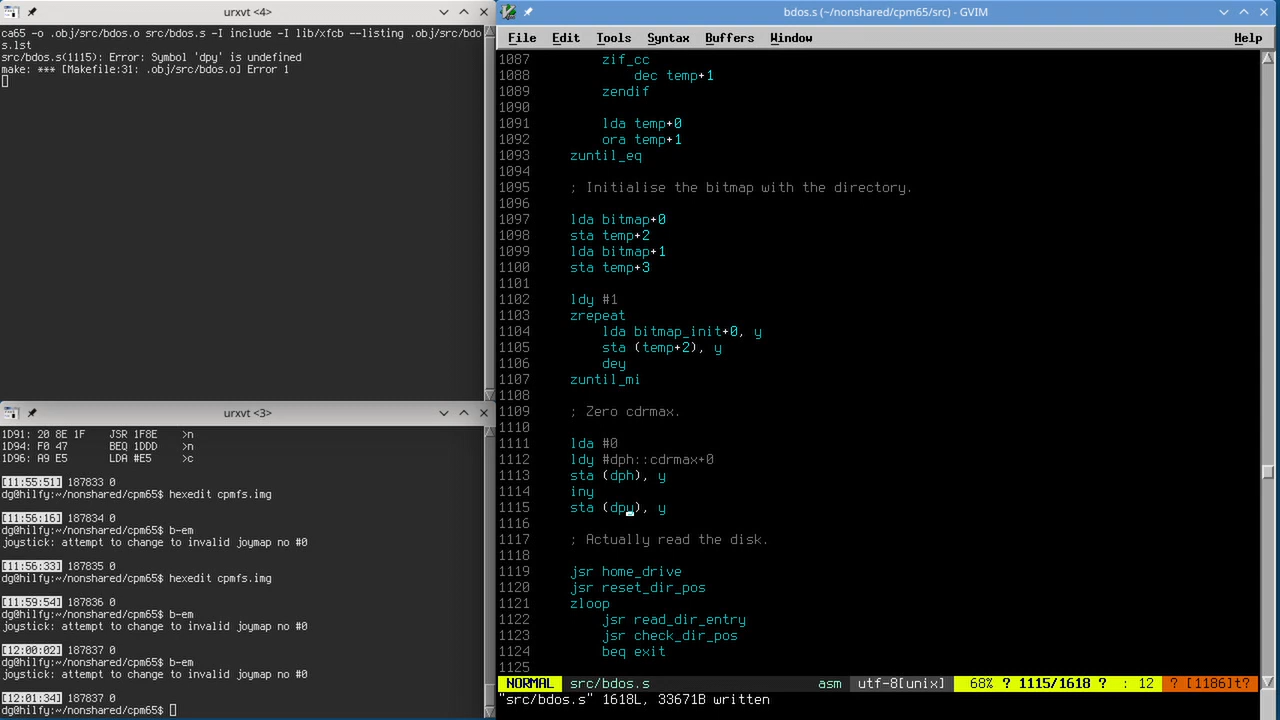 urxvt <4>
ca65 -o .obj/src/bdos.o src/bdos.s -I include -I lib/xfcb --listing .obj/src/bdo
s.lst
src/bdos.s(1115): Error: Symbol 'dpy' is undefined
make: *** [Makefile:31: .obj/src/bdos.o] Error 1
urxvt <3>
1D91: 20 8E 1F    JSR 1F8E    >n
1D94: F0 47       BEQ 1DDD    >n
1D96: A9 E5       LDA #E5     >c
[11:55:51] 187833 0
dg@hilfy:~/nonshared/cpm65$ hexedit cpmfs.img
[11:56:16] 187834 0
dg@hilfy:~/nonshared/cpm65$ b-em
joystick: attempt to change to invalid joymap no #0
[11:56:33] 187835 0
dg@hilfy:~/nonshared/cpm65$ hexedit cpmfs.img
[11:59:54] 187836 0
dg@hilfy:~/nonshared/cpm65$ b-em
joystick: attempt to change to invalid joymap no #0
[12:00:02] 187837 0
dg@hilfy:~/nonshared/cpm65$ b-em
joystick: attempt to change to invalid joymap no #0
[12:01:34] 187837 0
dg@hilfy:~/nonshared/cpm65$
bdos.s (~/nonshared/cpm65/src) - GVIM
File Edit Tools Syntax Buffers Window Help
1087         zif_cc
1088             dec temp+1
1089         zendif
1090
1091         lda temp+0
1092         ora temp+1
1093     zuntil_eq
1094
1095     ; Initialise the bitmap with the directory.
1096
1097     lda bitmap+0
1098     sta temp+2
1099     lda bitmap+1
1100     sta temp+3
1101
1102     ldy #1
1103     zrepeat
1104         lda bitmap_init+0, y
1105         sta (temp+2), y
1106         dey
1107     zuntil_mi
1108
1109     ; Zero cdrmax.
1110
1111     lda #0
1112     ldy #dph::cdrmax+0
1113     sta (dph), y
1114     iny
1115     sta (dpy), y
1116
1117     ; Actually read the disk.
1118
1119     jsr home_drive
1120     jsr reset_dir_pos
1121     zloop
1122         jsr read_dir_entry
1123         jsr check_dir_pos
1124         beq exit
1125
NORMAL src/bdos.s asm utf-8[unix] 68% ? 1115/1618 ? : 12 ? [1186]t?
"src/bdos.s" 1618L, 33671B written